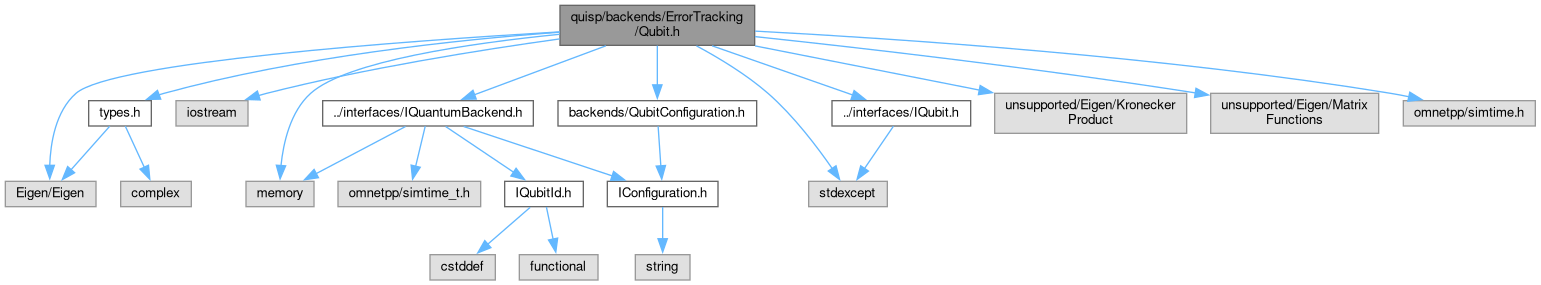 quisp/backends/ErrorTracking
/Qubit.h
types.h
iostream
../interfaces/IQuantumBackend.h
backends/QubitConfiguration.h
../interfaces/IQubit.h
unsupported/Eigen/Kronecker
Product
unsupported/Eigen/Matrix
Functions
omnetpp/simtime.h
Eigen/Eigen
complex
memory
omnetpp/simtime_t.h
IQubitId.h
IConfiguration.h
stdexcept
cstddef
functional
string